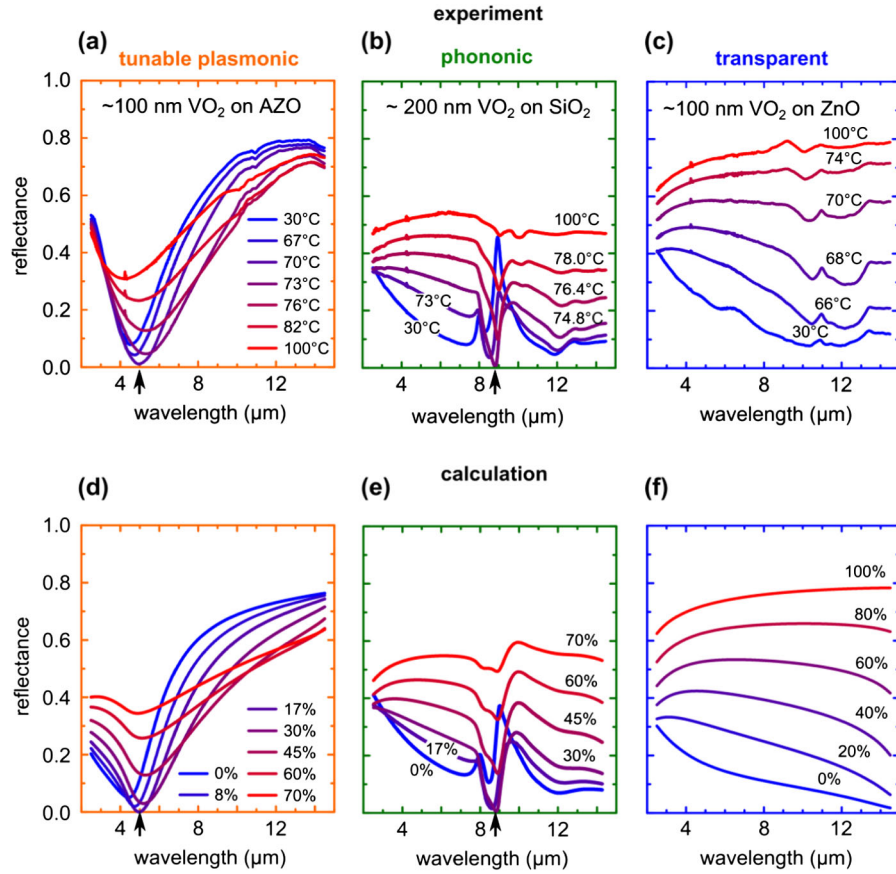 experiment
(a)
tunable plasmonic
~100 nm VO₂ on AZO
1.0
0.8
0.6
0.4
0.2
0.0
reflectance
30°C
67°C
70°C
73°C
76°C
82°C
100°C
4 8 12
wavelength (μm)
(b)
phononic
~ 200 nm VO₂ on SiO₂
100°C
78.0°C
76.4°C
74.8°C
73°C
30°C
4 8 12
wavelength (μm)
(c)
transparent
~100 nm VO₂ on ZnO
100°C
74°C
70°C
68°C
66°C
30°C
4 8 12
wavelength (μm)
calculation
(d)
1.0
0.8
0.6
0.4
0.2
0.0
reflectance
17%
30%
45%
0% 60%
8% 70%
4 8 12
wavelength (μm)
(e)
70%
60%
45%
30%
17%
0%
4 8 12
wavelength (μm)
(f)
100%
80%
60%
40%
20%
0%
4 8 12
wavelength (μm)